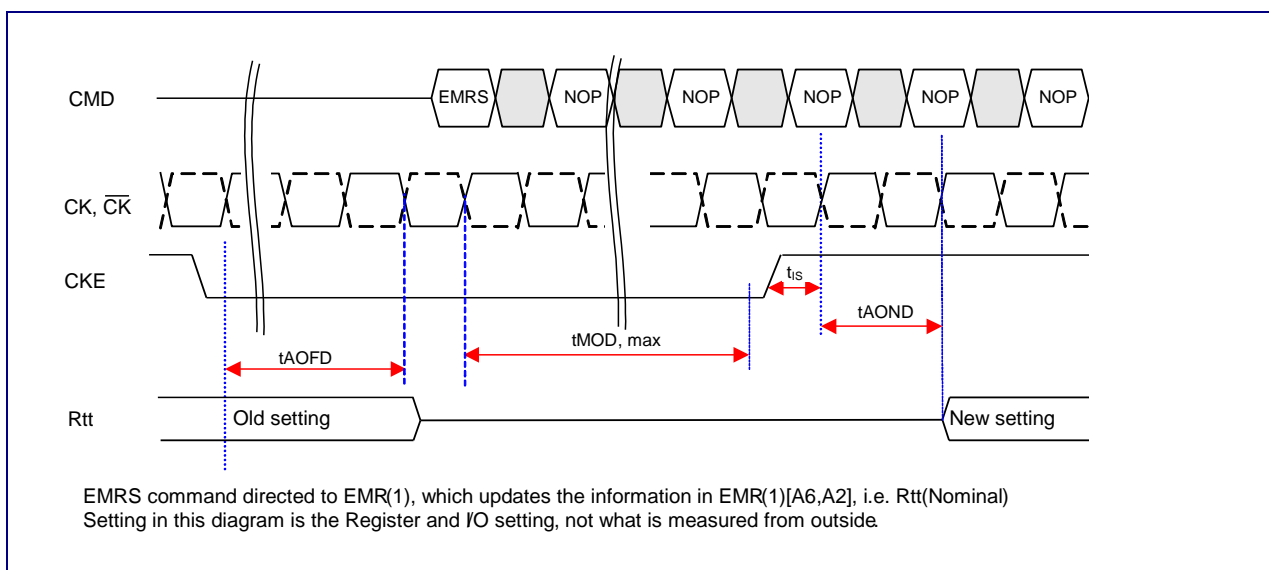 CMD
EMRS NOP NOP NOP NOP NOP
CK, C̅K̅
CKE
tIS
tAOND
tMOD, max
tAOFD
Rtt
Old setting
New setting
EMRS command directed to EMR(1), which updates the information in EMR(1)[A6,A2], i.e. Rtt(Nominal)
Setting in this diagram is the Register and I/O setting, not what is measured from outside.